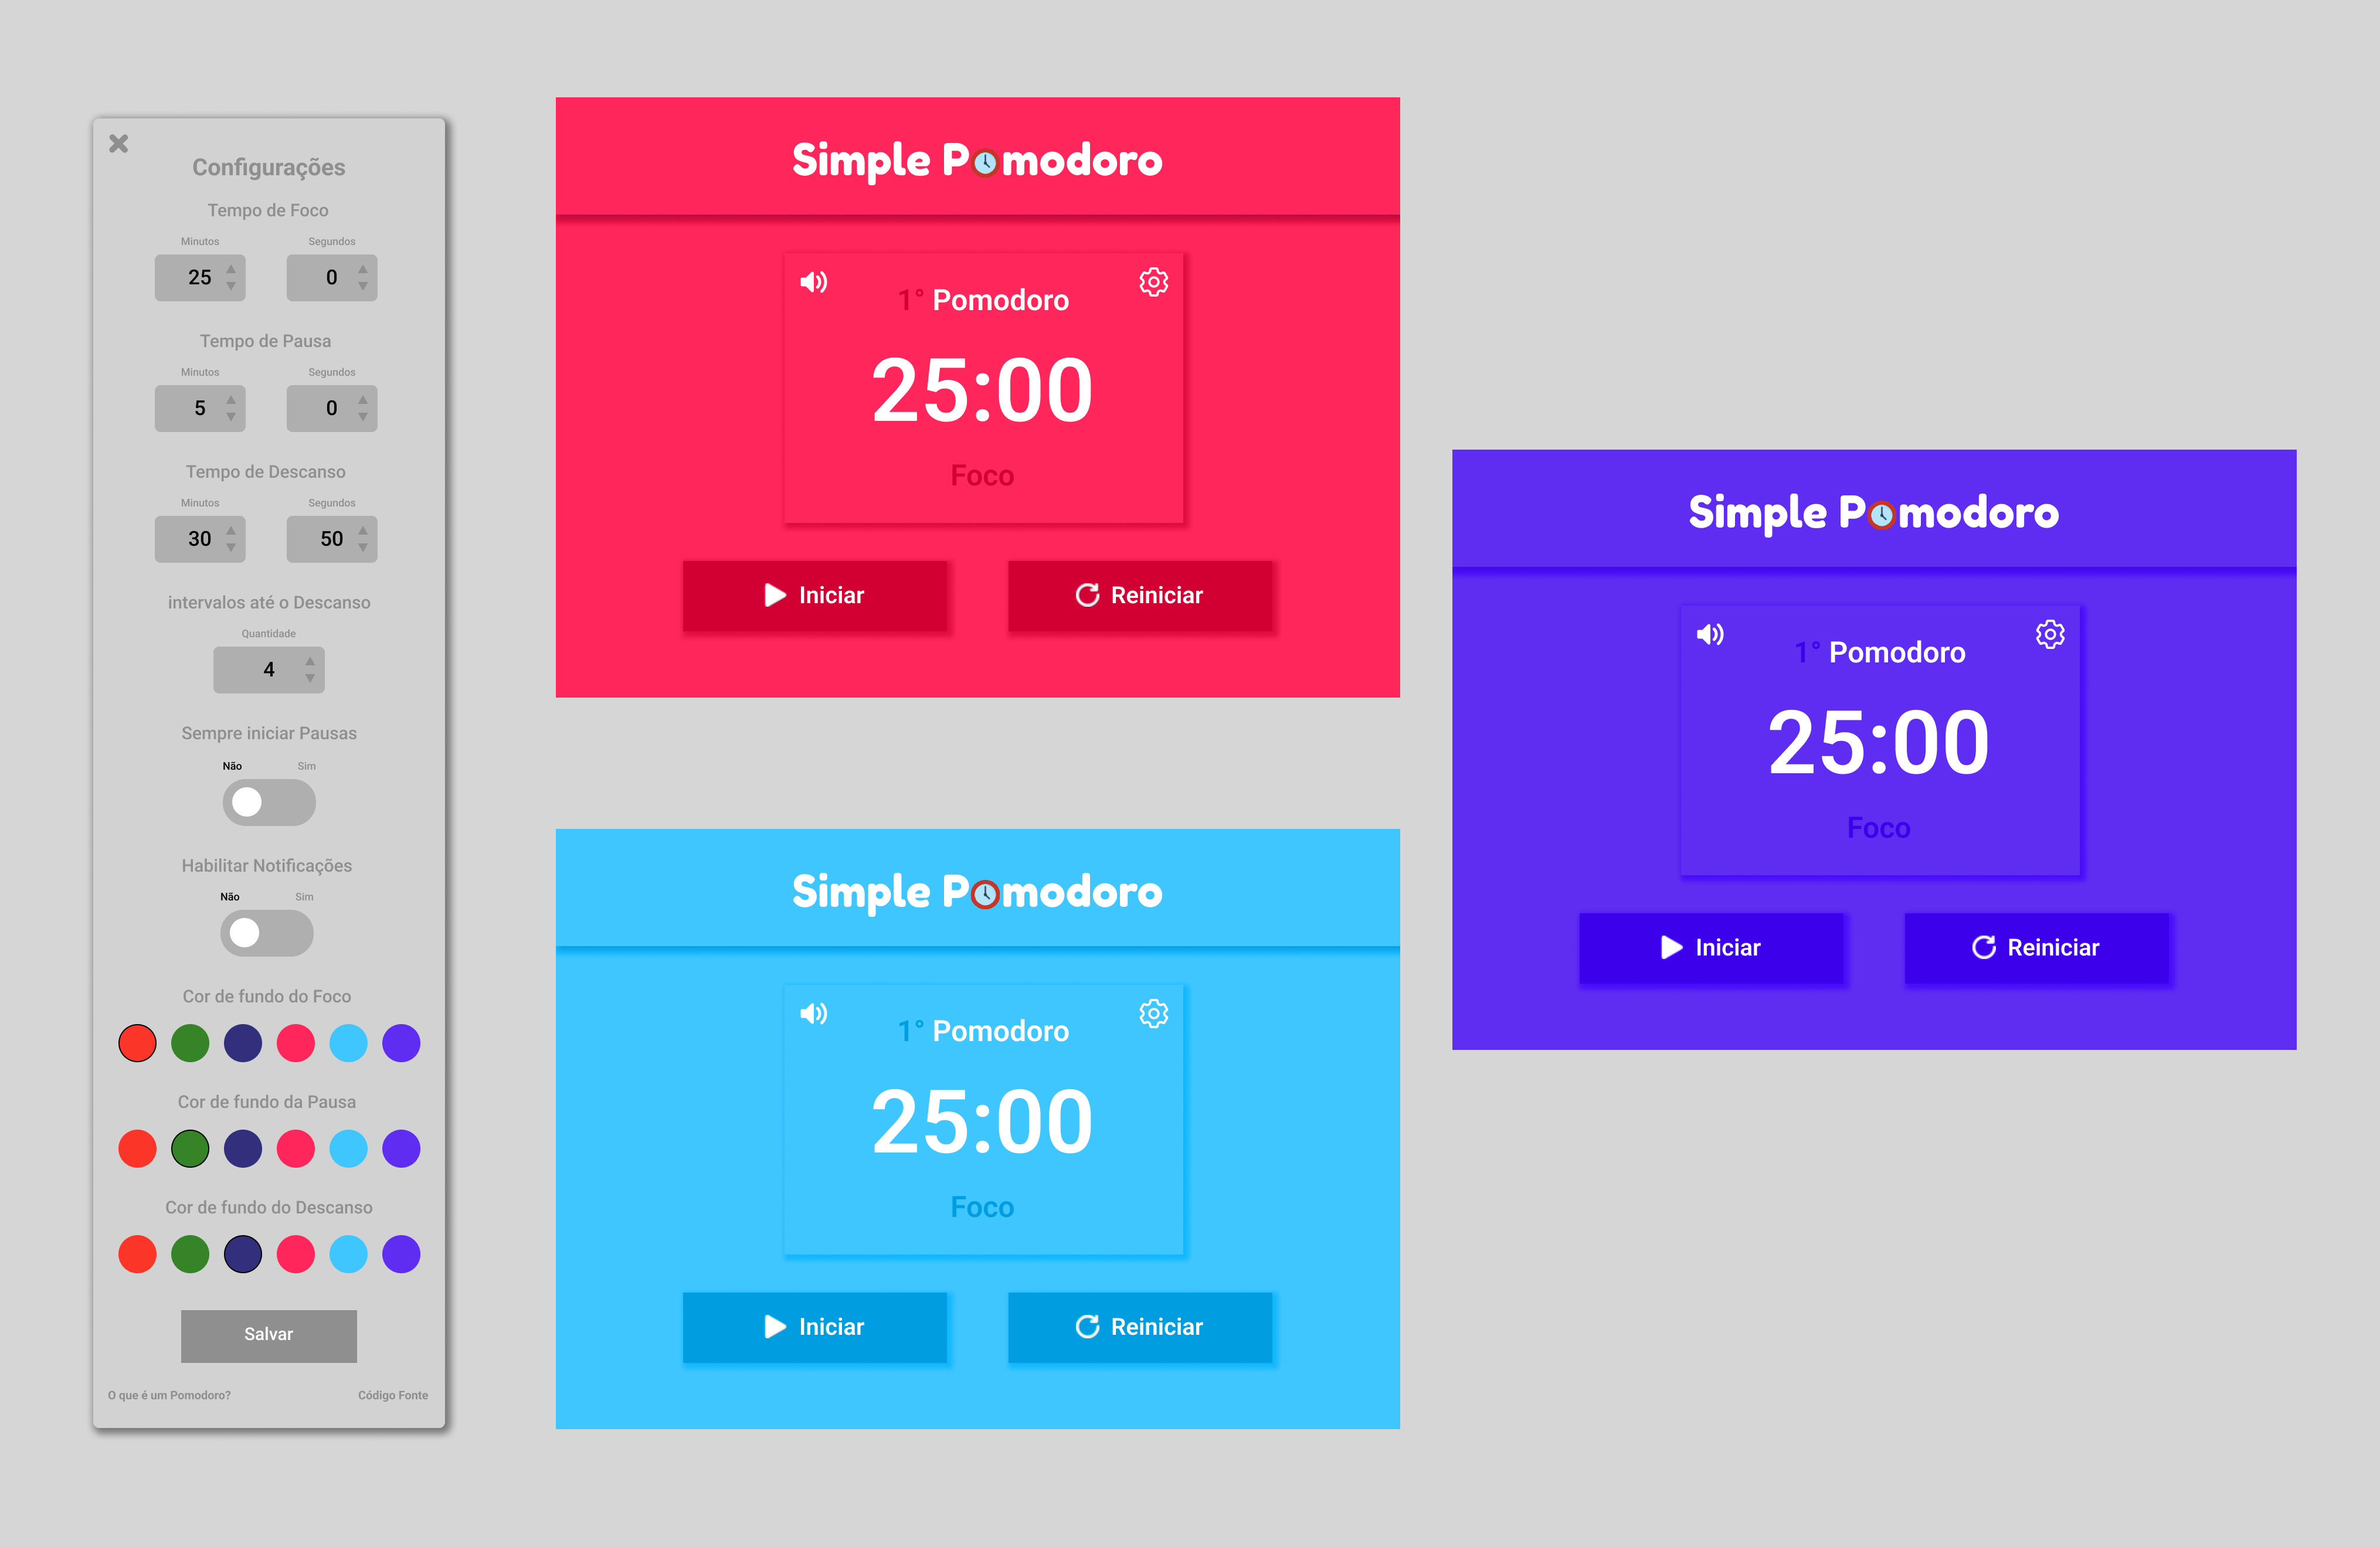 Configurações
Tempo de Foco
Minutos Segundos
25 0
Tempo de Pausa
Minutos Segundos
5 0
Tempo de Descanso
Minutos Segundos
30 50
intervalos até o Descanso
Quantidade
4
Sempre iniciar Pausas
Não Sim
Habilitar Notificações
Não Sim
Cor de fundo do Foco
Cor de fundo da Pausa
Cor de fundo do Descanso
Salvar
O que é um Pomodoro? Código Fonte
Simple Pomodoro
1° Pomodoro
25:00
Foco
Iniciar Reiniciar
Simple Pomodoro
1° Pomodoro
25:00
Foco
Iniciar Reiniciar
Simple Pomodoro
1° Pomodoro
25:00
Foco
Iniciar Reiniciar